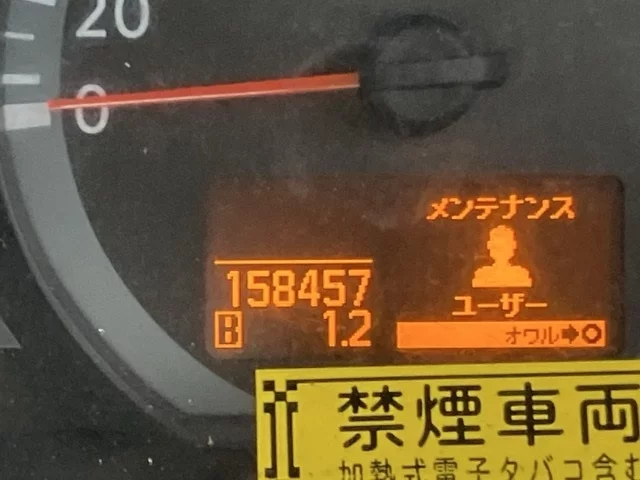 20
0
メンテナンス
ユーザー
オワル➡○
158457
B 1.2
禁煙車両
加熱式電子タバコ含む